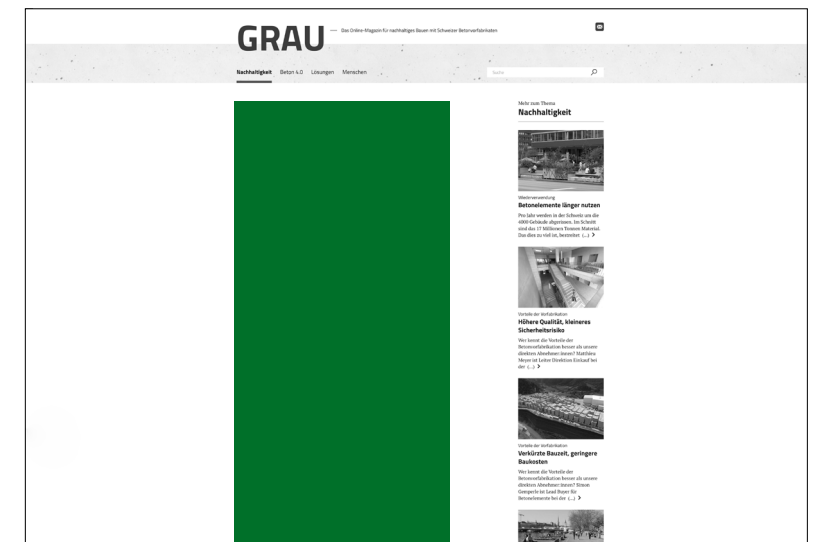 GRAU
Das Online-Magazin für nachhaltiges Bauen mit Schweizer Betonvorfabrikaten
Nachhaltigkeit Beton 4.0 Lösungen Menschen
Suche
Mehr zum Thema
Nachhaltigkeit
Wiederverwendung
Betonelemente länger nutzen
Pro Jahr werden in der Schweiz um die
4000 Gebäude abgerissen. Im Schnitt
sind das 17 Millionen Tonnen Material.
Das dies zu viel ist, bestreitet (...)
Vorteile der Vorfabrikation
Höhere Qualität, kleineres
Sicherheitsrisiko
Wer kennt die Vorteile der
Betonvorfabrikation besser als unsere
direkten Abnehmer:innen? Matthieu
Meyer ist Leiter Direktion Einkauf bei
der (...)
Vorteile der Vorfabrikation
Verkürzte Bauzeit, geringere
Baukosten
Wer kennt die Vorteile der
Betonvorfabrikation besser als unsere
direkten Abnehmer:innen? Simon
Gemperle ist Lead Buyer für
Betonelemente bei der (...)